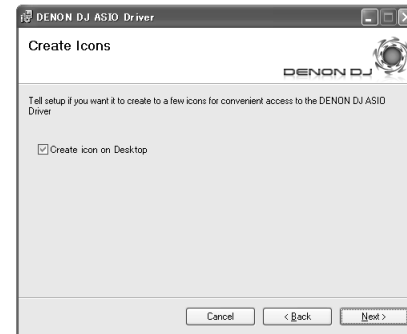 DENON DJ ASIO Driver
Create Icons
DENON DJ
Tell setup if you want it to create to a few icons for convenient access to the DENON DJ ASIO
Driver
Create icon on Desktop
Cancel
< Back
Next >